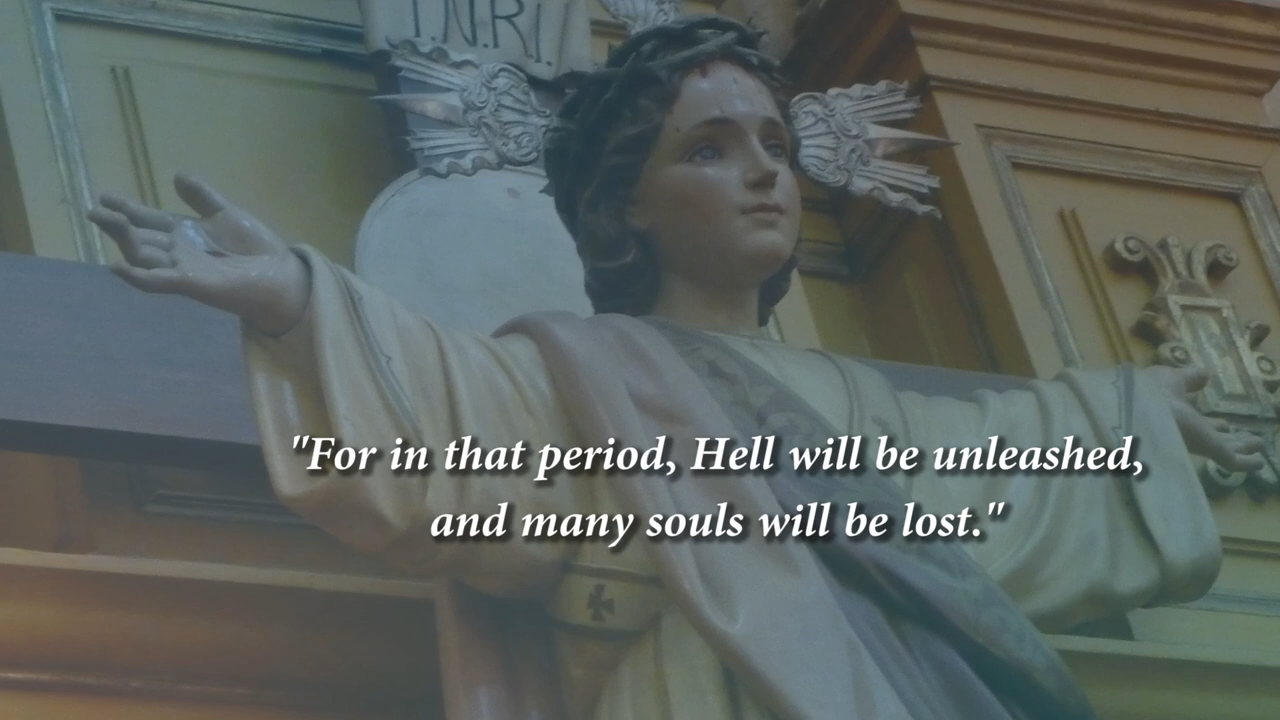 I.N.R.I.
"For in that period, Hell will be unleashed,
and many souls will be lost."